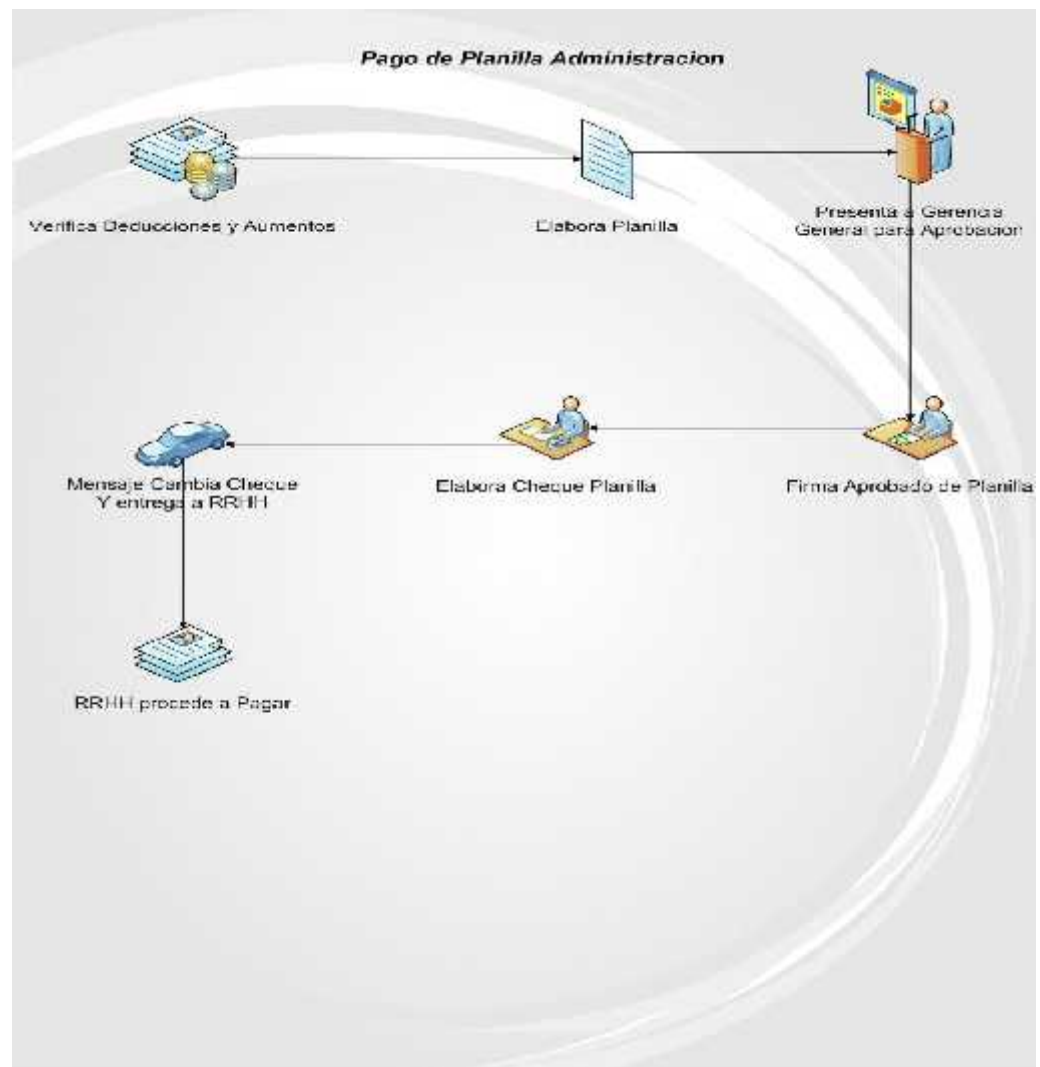 Pago de Planilla Administracion
Verifica Deducciones y Aumentos
Elabora Planilla
Presenta a Gerencia
General para Aprobacion
Mensaje Cambia Cheque
Y entrega a RRHH
Elabora Cheque Planilla
Firma Aprobado de Planilla
RRHH procede a Pagar